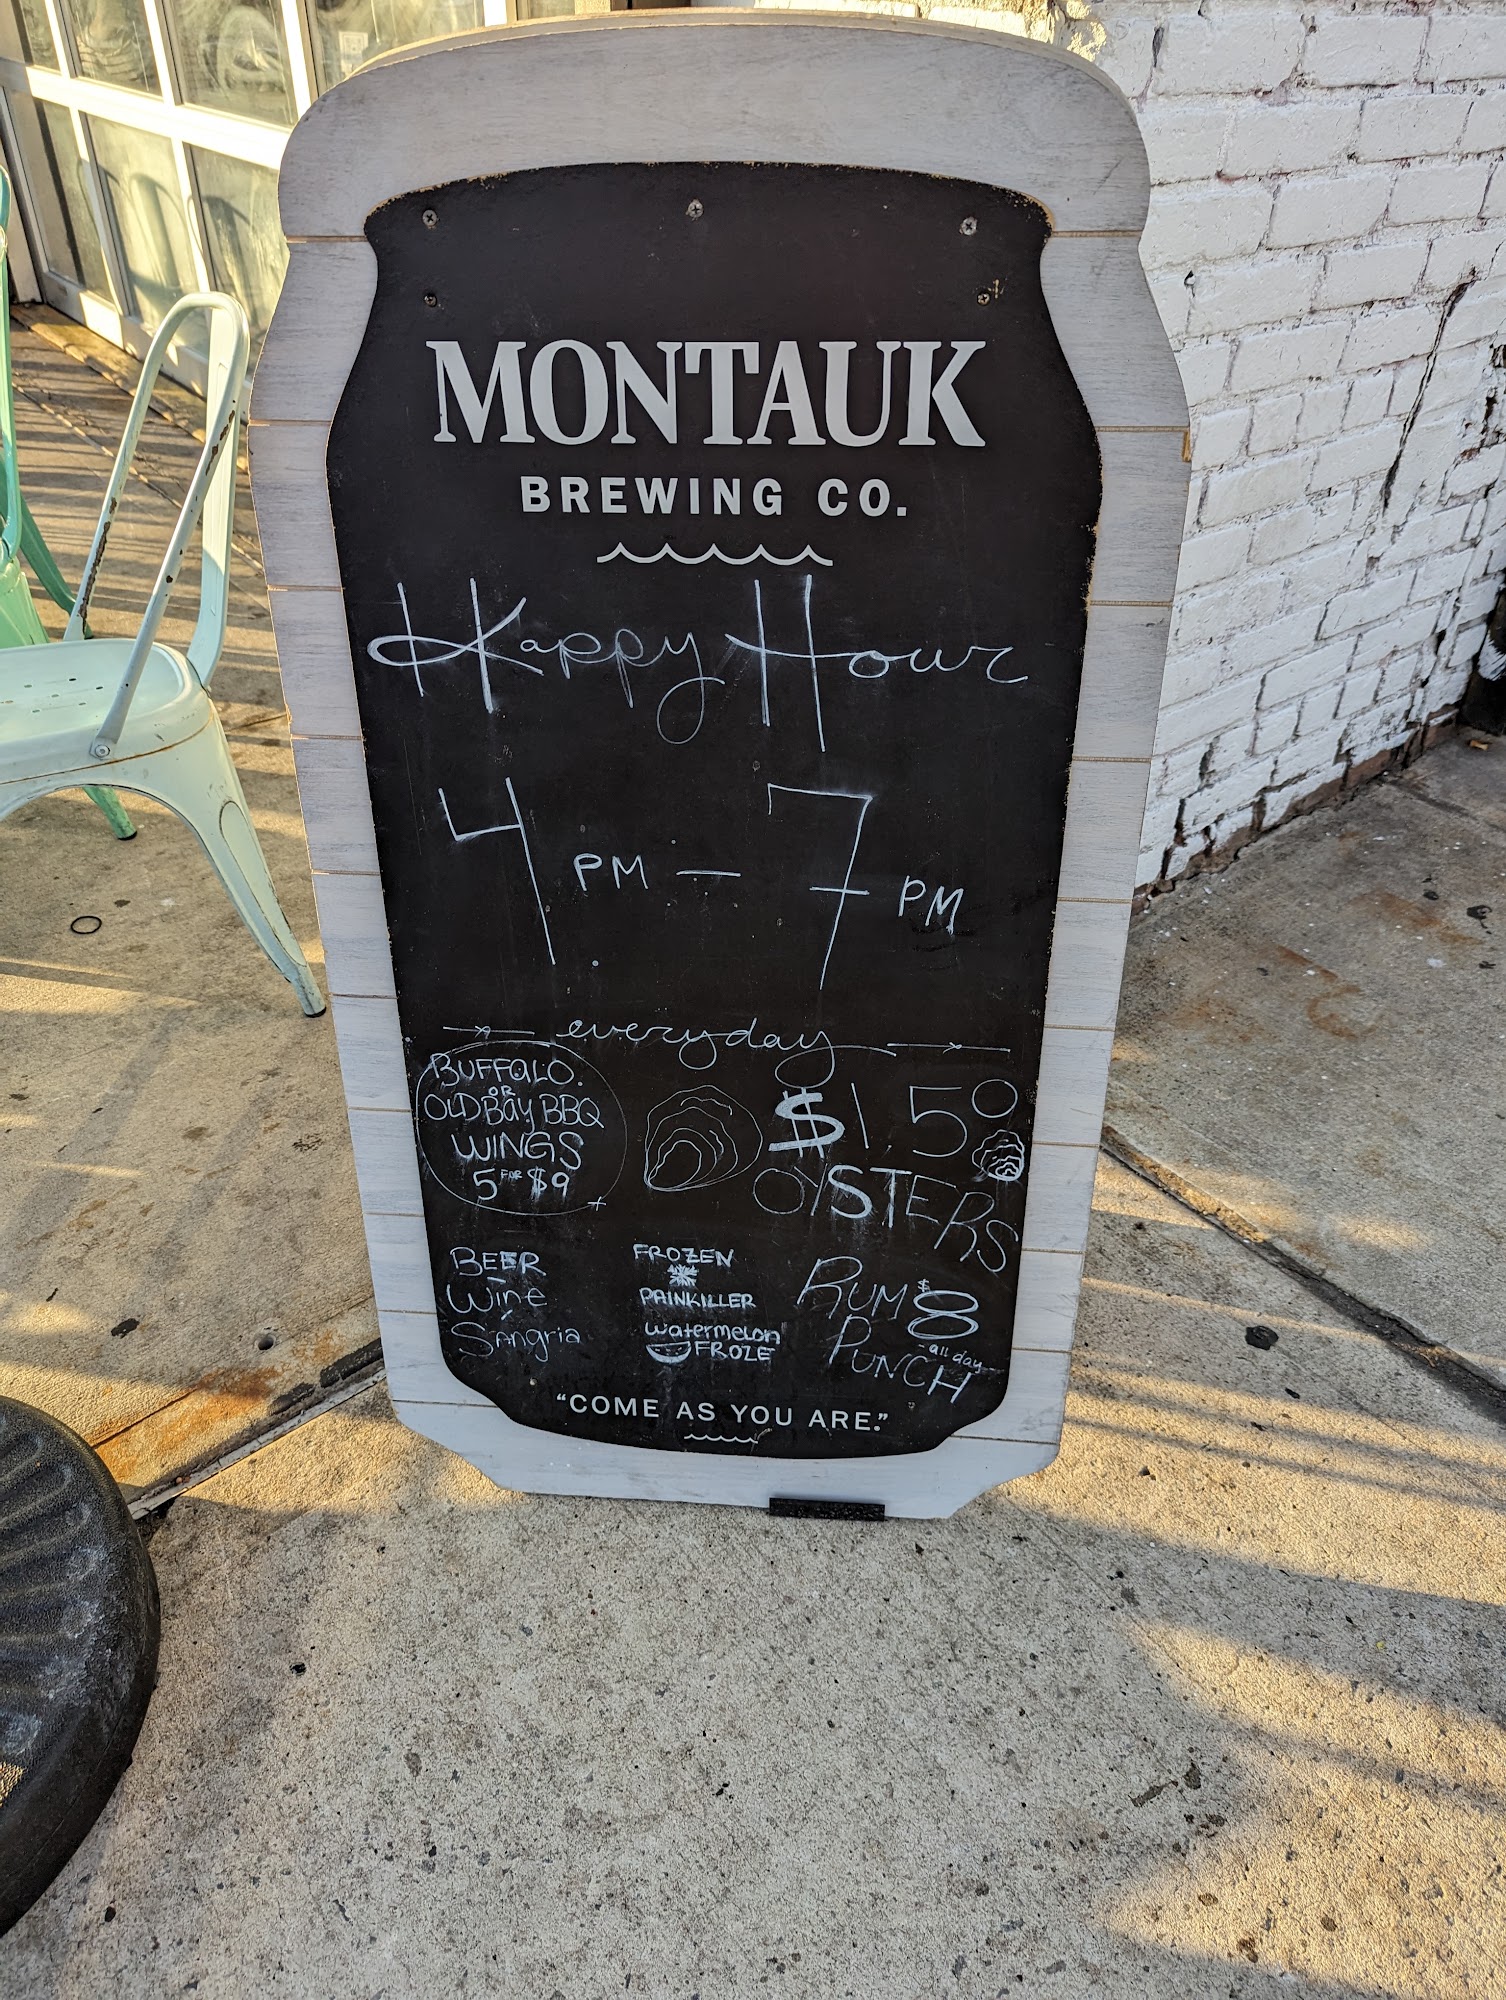 MONTAUK
BREWING CO.
Happy Hour
4 PM — 7 PM
everyday
BUFFALO.
OR
OLD BAY BBQ
WINGS
5 FOR $9
$1.50
OYSTERS
BEER
Wine
Sangria
FROZEN
PAINKILLER
Watermelon
FROZE
RUM $8
PUNCH
-all day-
"COME AS YOU ARE."